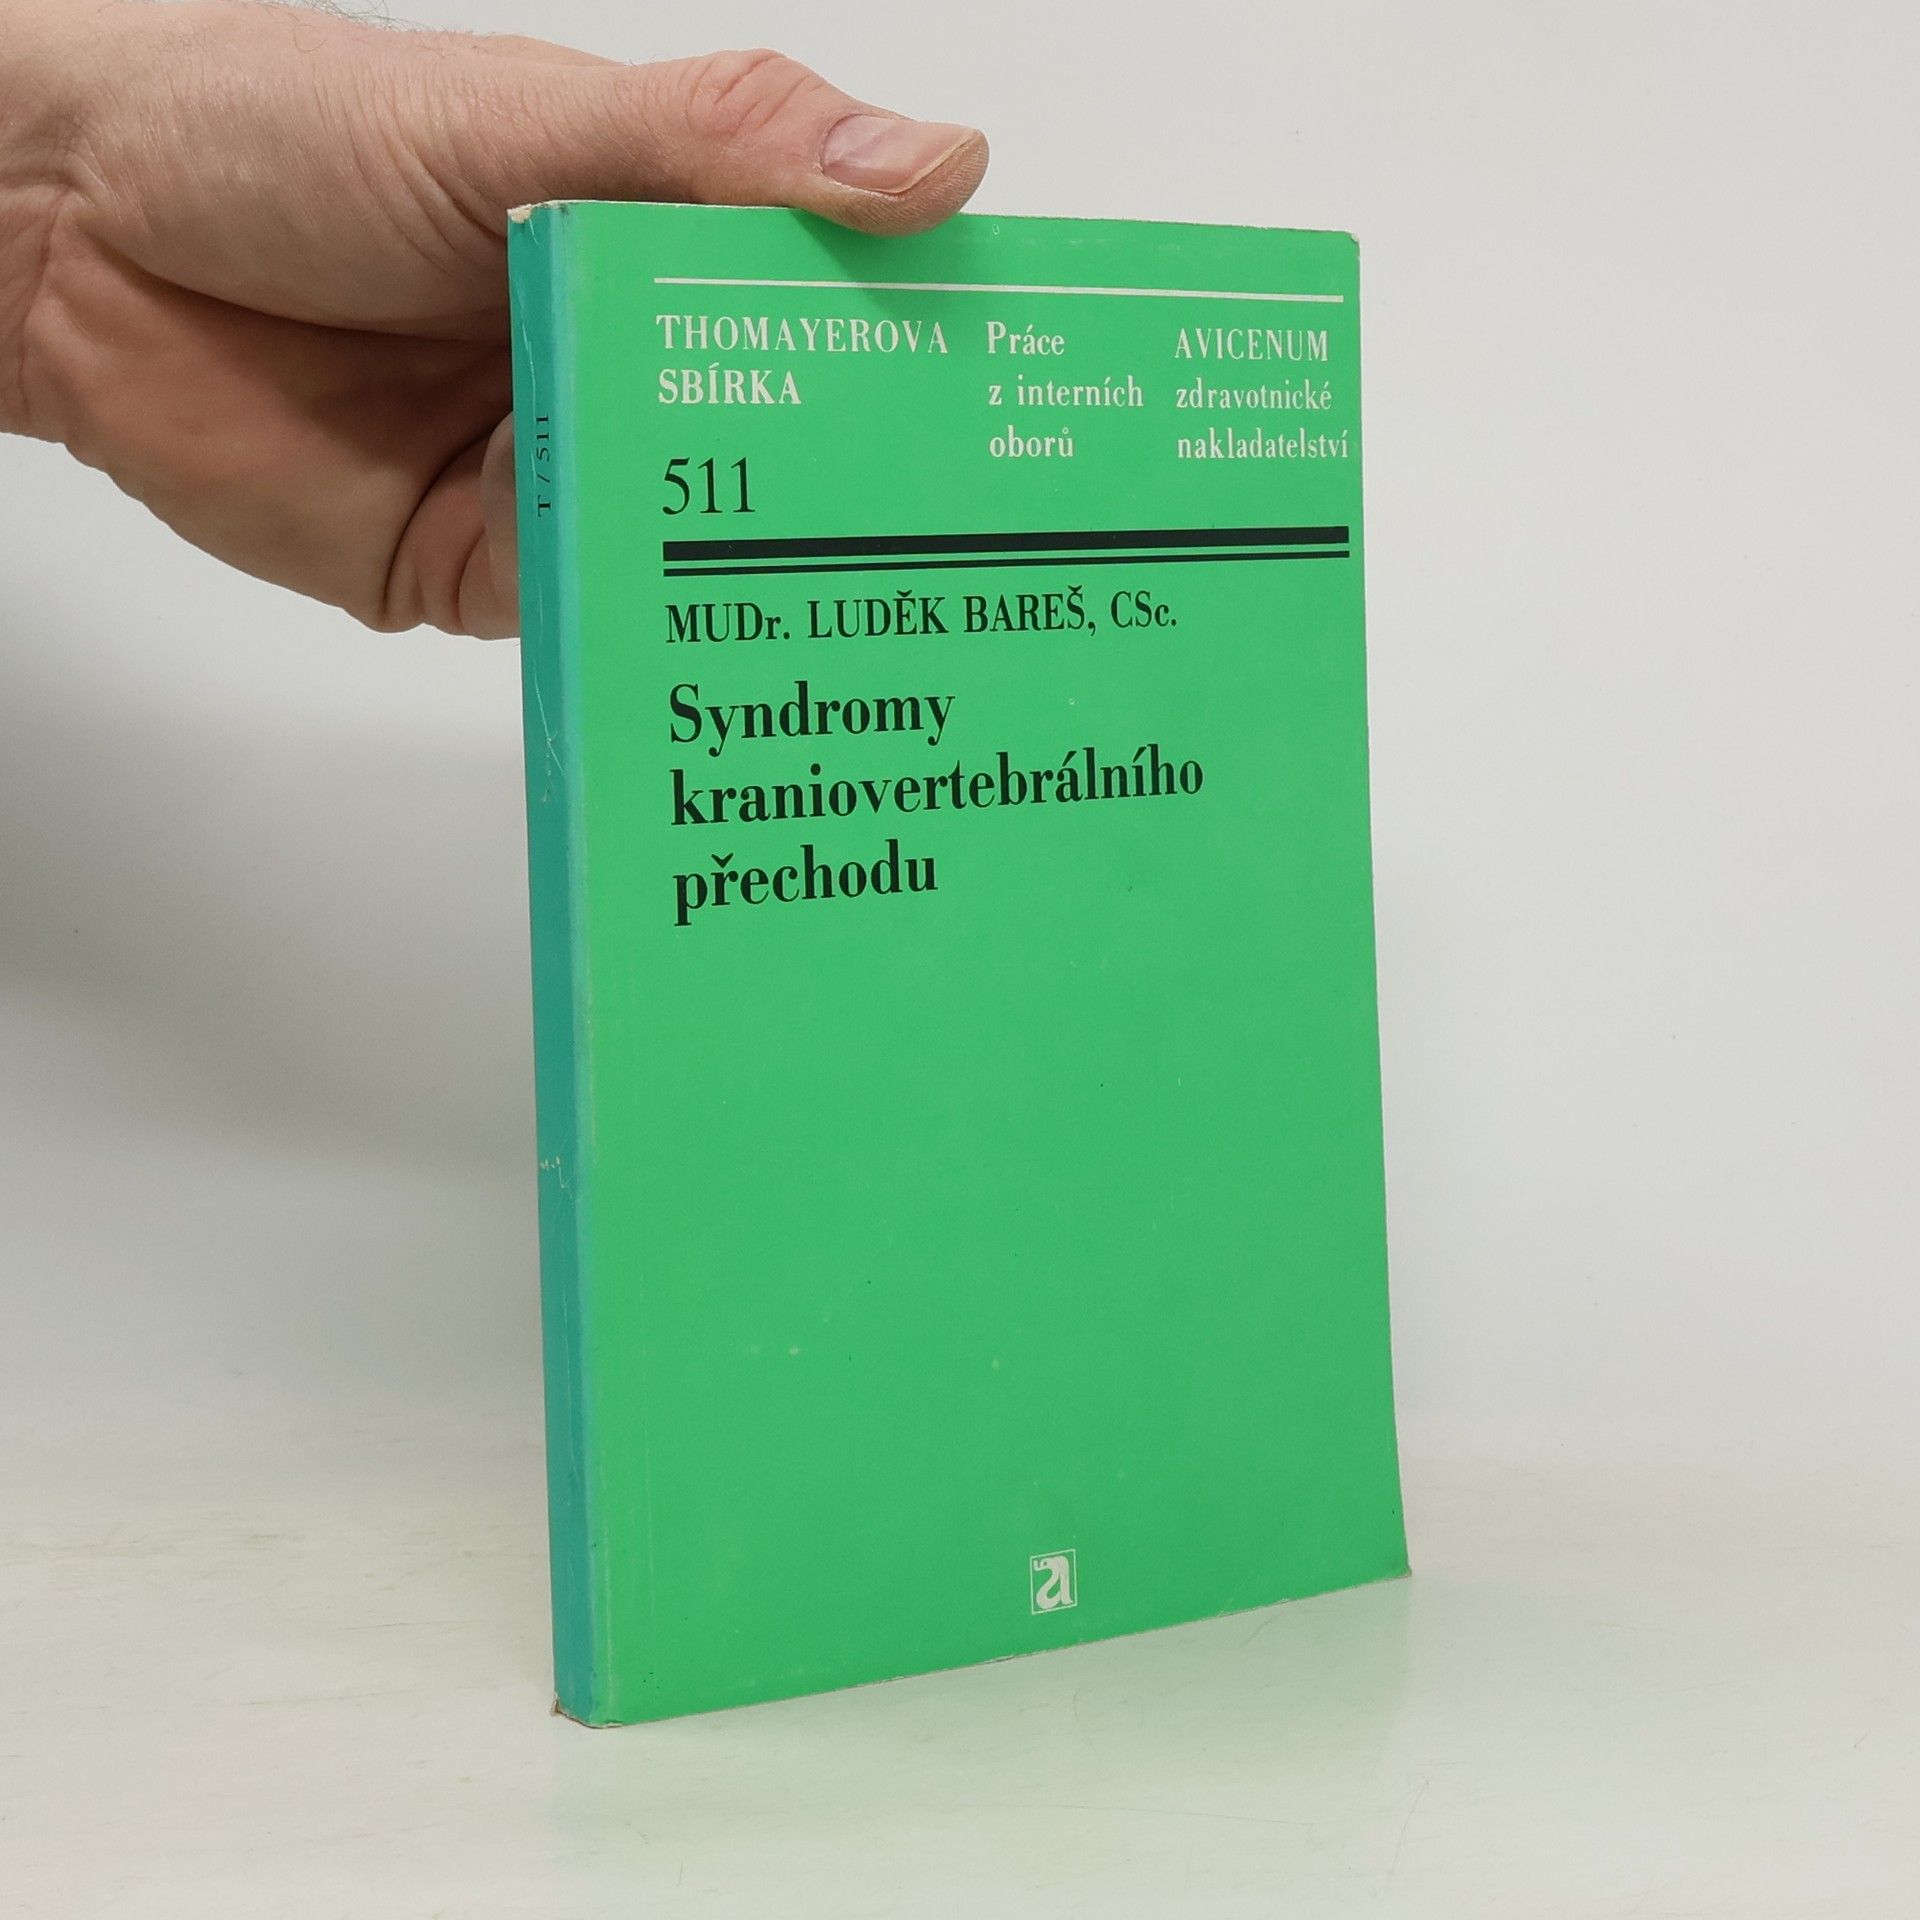 THOMAYEROVA
SBÍRKA
511
Práce
z interních
oborů
AVICENUM
zdravotnické
nakladatelství
MUDr. LUDĚK BAREŠ, CSc.
Syndromy
kraniovertebrálního
přechodu
T / 511